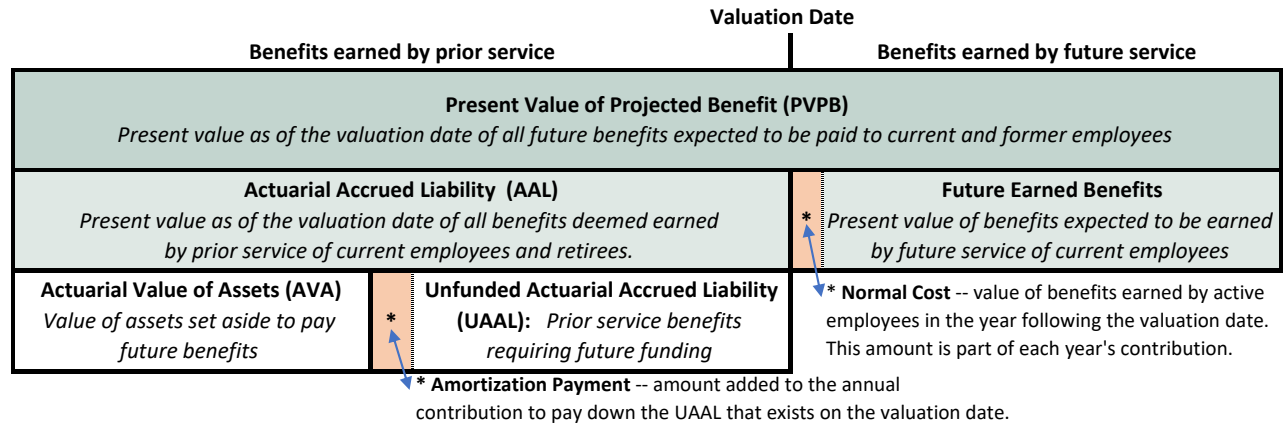 Valuation Date
Benefits earned by prior service
Benefits earned by future service
Present Value of Projected Benefit (PVPB)
Present value as of the valuation date of all future benefits expected to be paid to current and former employees
Actuarial Accrued Liability (AAL)
Present value as of the valuation date of all benefits deemed earned
by prior service of current employees and retirees.
*
Future Earned Benefits
Present value of benefits expected to be earned
by future service of current employees
Actuarial Value of Assets (AVA)
Value of assets set aside to pay
future benefits
*
Unfunded Actuarial Accrued Liability
(UAAL): Prior service benefits
requiring future funding
* Normal Cost -- value of benefits earned by active
employees in the year following the valuation date.
This amount is part of each year's contribution.
* Amortization Payment -- amount added to the annual
contribution to pay down the UAAL that exists on the valuation date.